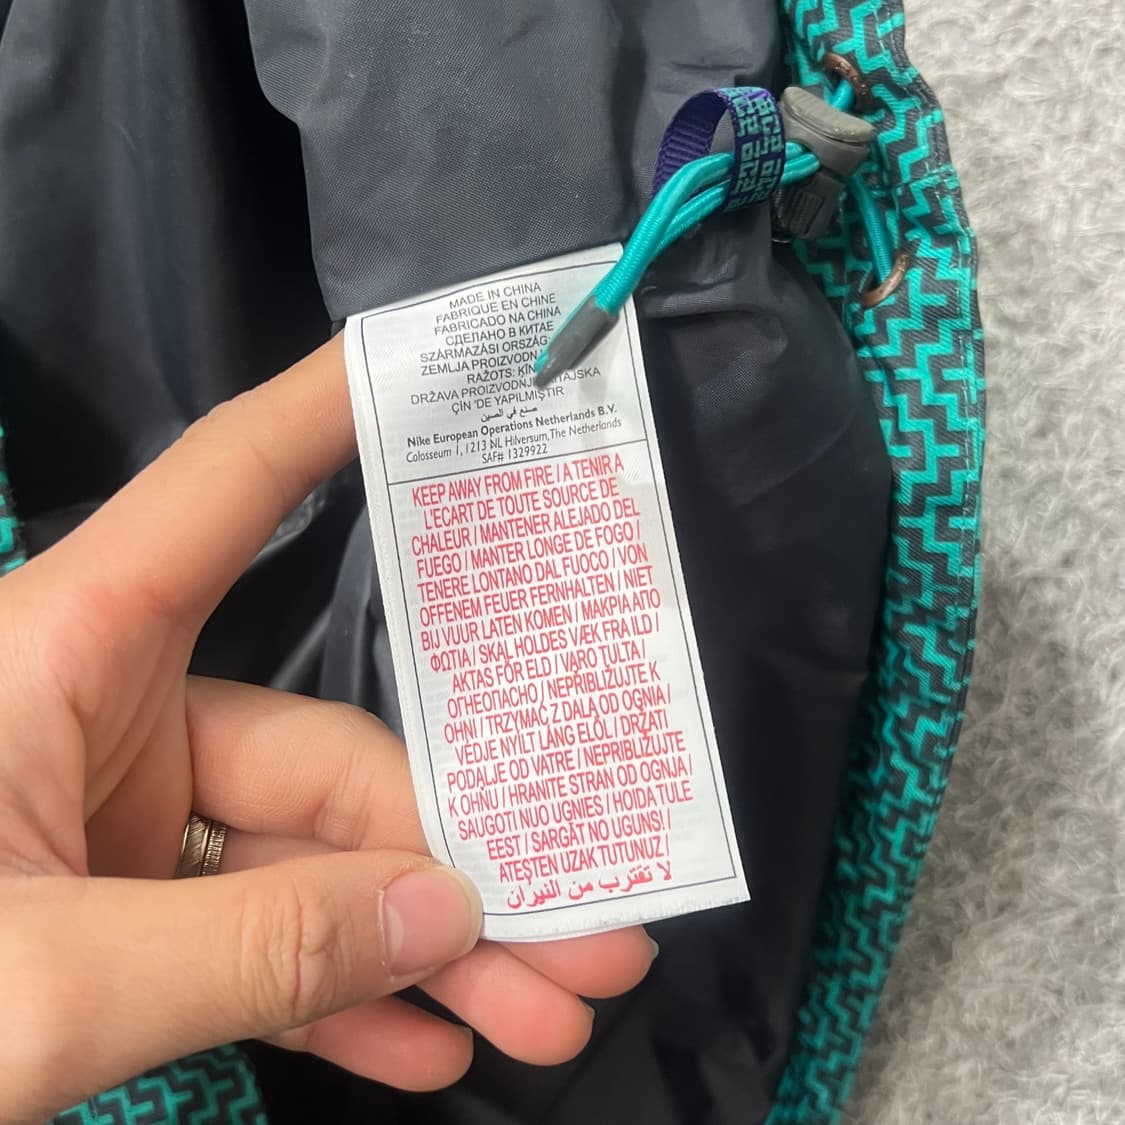 MADE IN CHINA
FABRIQUE EN CHINE
FABRICADO NA CHINA
СДЕЛАНО В КИТАЕ
SZÁRMAZÁSI ORSZÁG:
ZEMLJA PROIZVODN
RAŽOTS: ĶĪN
DRŽAVA PROIZVODNJE TAJSKA
ÇİN 'DE YAPILMIŞTIR
صنع في الصين
Nike European Operations Netherlands B.V.
Colosseum 1, 1213 NL Hilversum, The Netherlands
SAF# 1329922
KEEP AWAY FROM FIRE / A TENIR A
L'ECART DE TOUTE SOURCE DE
CHALEUR / MANTENER ALEJADO DEL
FUEGO / MANTER LONGE DE FOGO /
TENERE LONTANO DAL FUOCO / VON
OFFENEM FEUER FERNHALTEN / NIET
BIJ VUUR LATEN KOMEN / ΜΑΚΡΙΑ ΑΠΟ
ΦΩΤΙΑ / SKAL HOLDES VÆK FRA ILD /
AKTAS FÖR ELD / VARO TULTA /
ОГНЕОПАСНО / NEPŘIBLIŽUJTE K
OHNI / TRZYMAĆ Z DALA OD OGNIA /
VÉDJE NYÍLT LÁNG ELÖL / DRŽATI
PODALJE OD VATRE / NEPRIBLIŽUJTE
K OHŇU / HRANITE STRAN OD OGNJA /
SAUGOTI NUO UGNIES / HOIDA TULE
EEST / SARGĀT NO UGUNS! /
ATEŞTEN UZAK TUTUNUZ /
لا تقترب من النيران